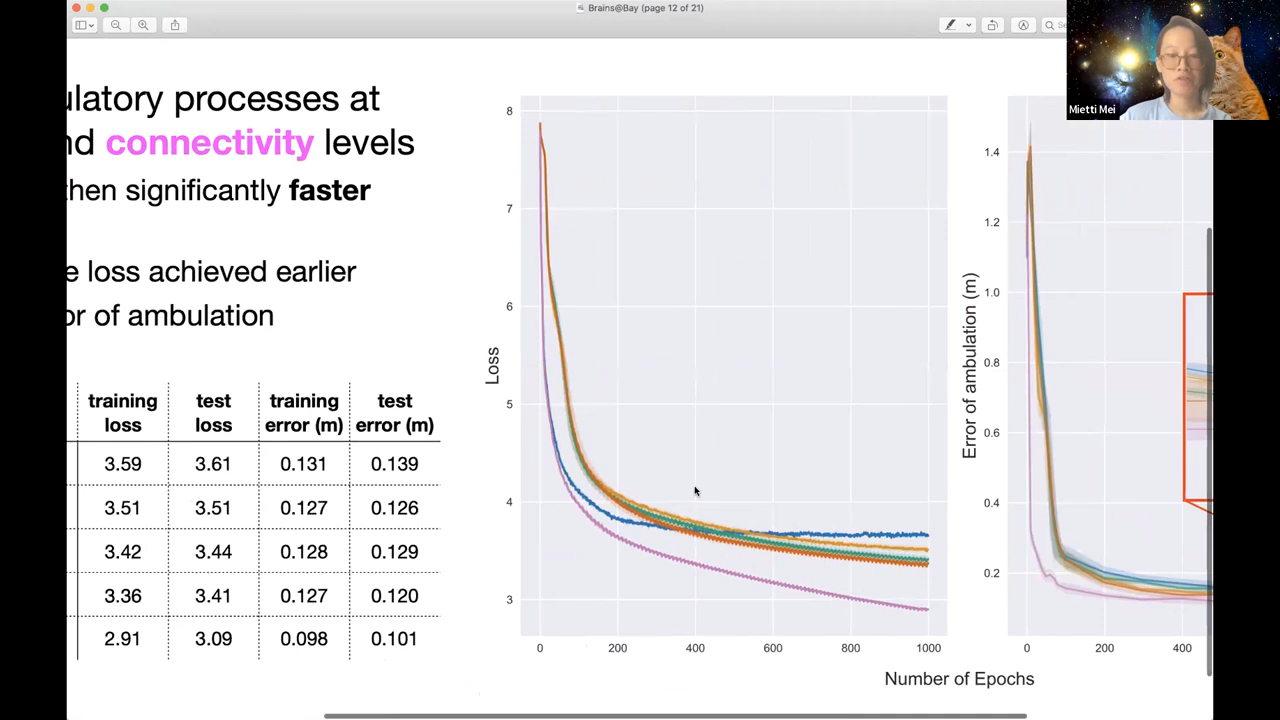 Brains@Bay (page 12 of 21)
Mietti Mei
ulatory processes at
nd connectivity levels
then significantly faster
e loss achieved earlier
or of ambulation
training loss test loss training error (m) test error (m)
3.59 3.61 0.131 0.139
3.51 3.51 0.127 0.126
3.42 3.44 0.128 0.129
3.36 3.41 0.127 0.120
2.91 3.09 0.098 0.101
Loss
8
7
6
5
4
3
0 200 400 600 800 1000
Error of ambulation (m)
1.4
1.2
1.0
0.8
0.6
0.4
0.2
0 200 400
Number of Epochs